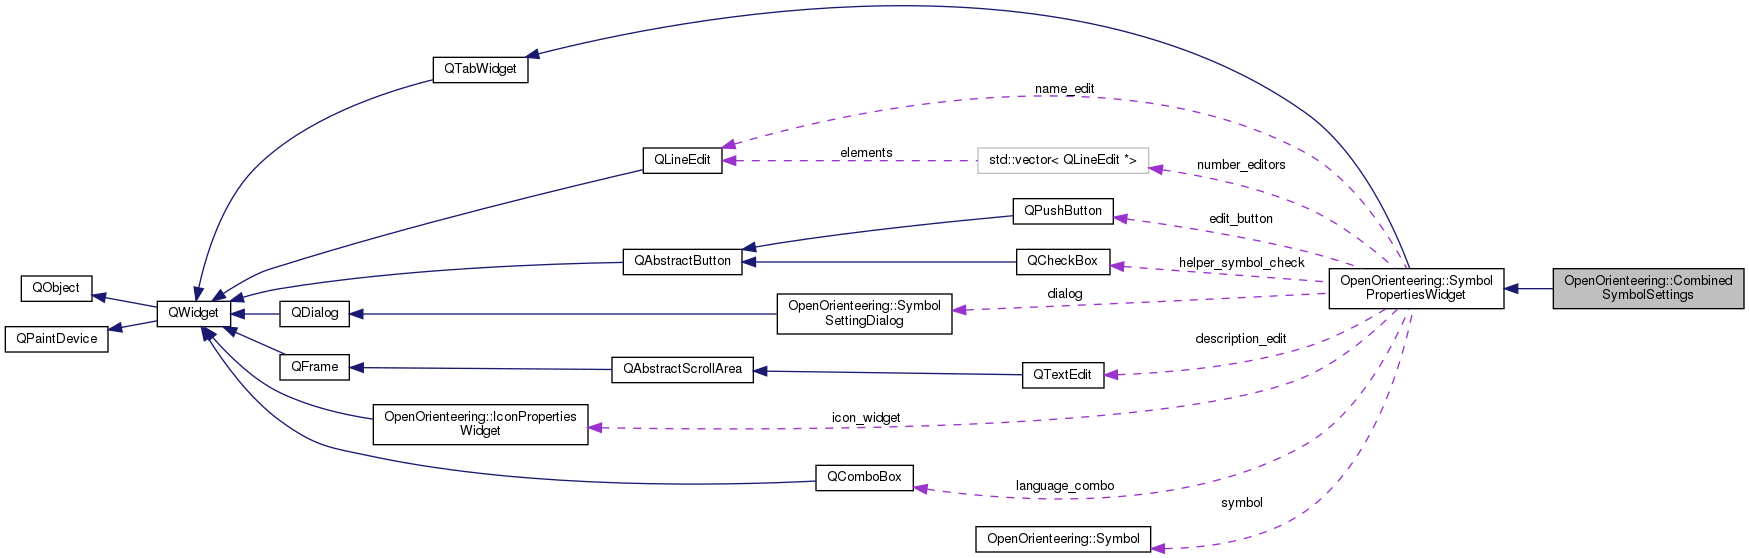 QTabWidget
name_edit
QLineEdit
elements
std::vector< QLineEdit *>
number_editors
QPushButton
edit_button
QAbstractButton
QCheckBox
helper_symbol_check
QObject
QWidget
QPaintDevice
QDialog
OpenOrienteering::Symbol
SettingDialog
dialog
OpenOrienteering::Symbol
PropertiesWidget
OpenOrienteering::Combined
SymbolSettings
QFrame
QAbstractScrollArea
QTextEdit
description_edit
OpenOrienteering::IconProperties
Widget
icon_widget
QComboBox
language_combo
symbol
OpenOrienteering::Symbol